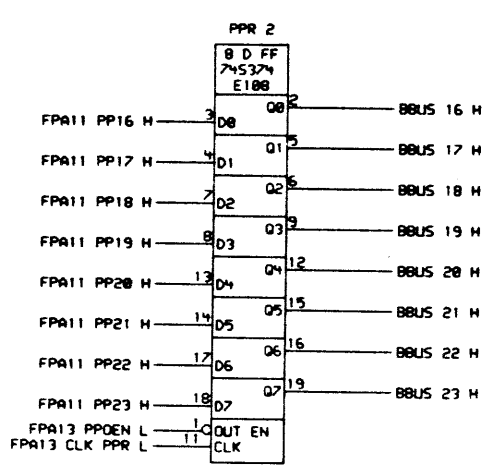 PPR 2
8 D FF
74S374
E108
FPA11 PP16 H 3 D0 Q0 2 BBUS 16 H
FPA11 PP17 H 4 D1 Q1 5 BBUS 17 H
FPA11 PP18 H 7 D2 Q2 6 BBUS 18 H
FPA11 PP19 H 8 D3 Q3 9 BBUS 19 H
FPA11 PP20 H 13 D4 Q4 12 BBUS 20 H
FPA11 PP21 H 14 D5 Q5 15 BBUS 21 H
FPA11 PP22 H 17 D6 Q6 16 BBUS 22 H
FPA11 PP23 H 18 D7 Q7 19 BBUS 23 H
FPA13 PPOEN L 1 OUT EN
FPA13 CLK PPR L 11 CLK